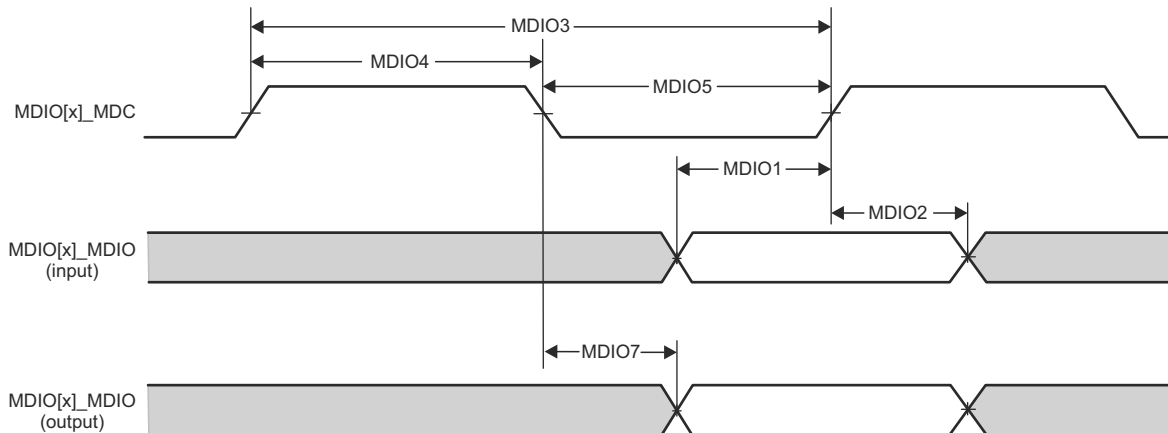 MDIO3
MDIO4
MDIO5
MDIO[x]_MDC
MDIO1
MDIO2
MDIO[x]_MDIO
(input)
MDIO7
MDIO[x]_MDIO
(output)